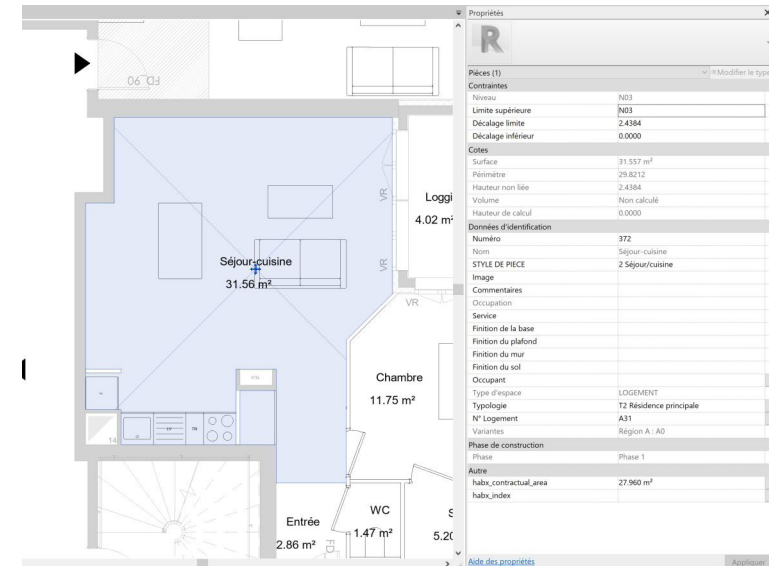 FD_90
VR
Loggi
4.02 m²
Séjour-cuisine
31.56 m²
VR
VR
Chambre
11.75 m²
14
WC
1.47 m²
Entrée
2.86 m²
FD
S
5.20
Propriétés
R
Pièces (1)
Modifier le type
Contraintes
Niveau N03
Limite supérieure N03
Décalage limite 2.4384
Décalage inférieur 0.0000
Cotes
Surface 31.557 m²
Périmètre 29.8212
Hauteur non liée 2.4384
Volume Non calculé
Hauteur de calcul 0.0000
Données d'identification
Numéro 372
Nom Séjour-cuisine
STYLE DE PIECE 2 Séjour/cuisine
Image
Commentaires
Occupation
Service
Finition de la base
Finition du plafond
Finition du mur
Finition du sol
Occupant
Type d'espace LOGEMENT
Typologie T2 Résidence principale
N° Logement A31
Variantes Région A : A0
Phase de construction
Phase Phase 1
Autre
habx_contractual_area 27.960 m²
habx_index
Aide des propriétés
Appliquer